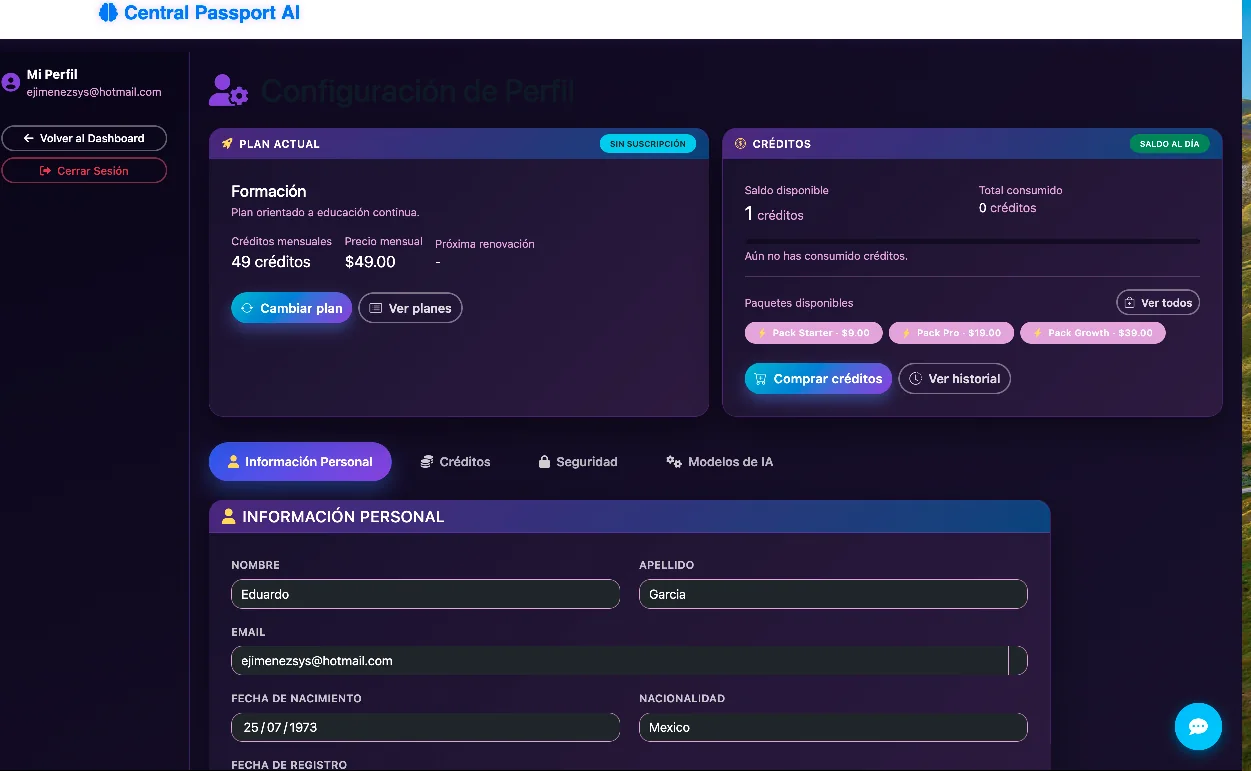 Central Passport AI
Mi Perfil
ejimenezsys@hotmail.com
Volver al Dashboard
Cerrar Sesión
Configuración de Perfil
PLAN ACTUAL
SIN SUSCRIPCIÓN
Formación
Plan orientado a educación continua.
Créditos mensuales
49 créditos
Precio mensual
$49.00
Próxima renovación
-
Cambiar plan
Ver planes
CRÉDITOS
SALDO AL DÍA
Saldo disponible
1 créditos
Total consumido
0 créditos
Aún no has consumido créditos.
Paquetes disponibles
Ver todos
Pack Starter - $9.00
Pack Pro - $19.00
Pack Growth - $39.00
Comprar créditos
Ver historial
Información Personal
Créditos
Seguridad
Modelos de IA
INFORMACIÓN PERSONAL
NOMBRE
Eduardo
APELLIDO
Garcia
EMAIL
ejimenezsys@hotmail.com
FECHA DE NACIMIENTO
25/07/1973
NACIONALIDAD
Mexico
FECHA DE REGISTRO